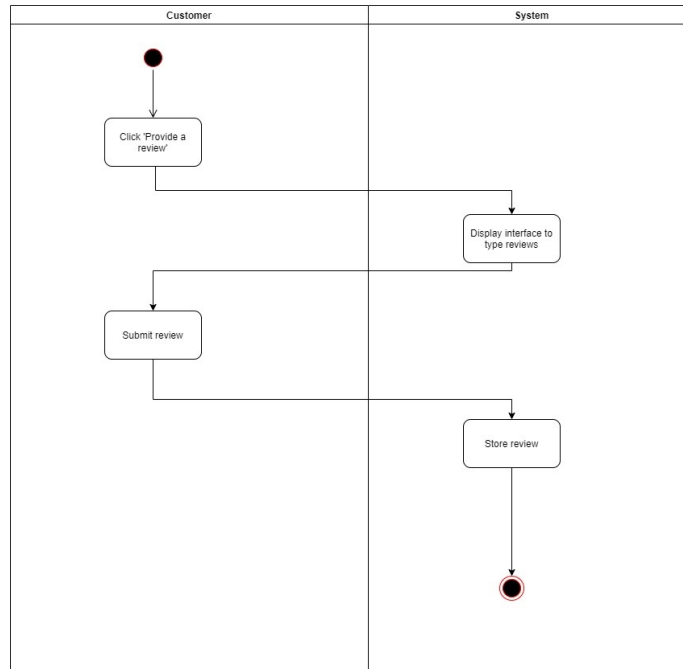 Customer
System
Click 'Provide a
review'
Display interface to
type reviews
Submit review
Store review